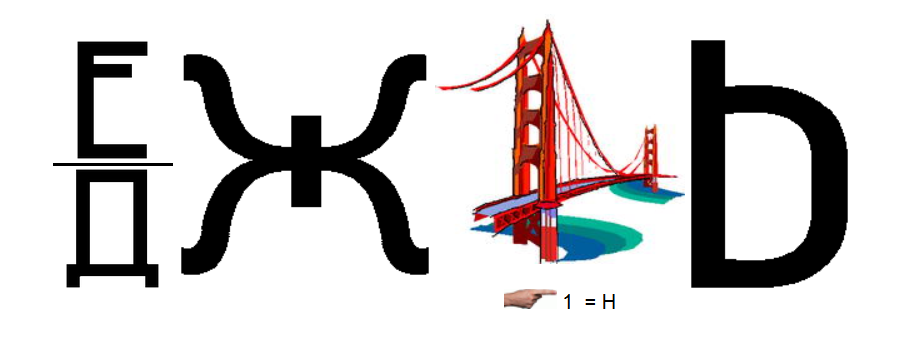 Е
Д Ж Ь
1 = Н